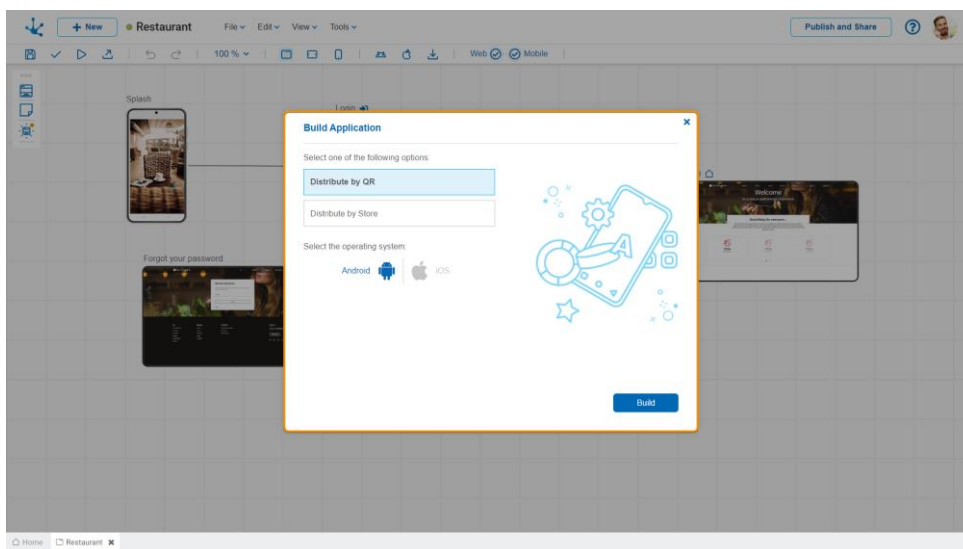 + New
Restaurant
File
Edit
View
Tools
Publish and Share
?
100 %
Web
Mobile
Splash
Login
Build Application
Select one of the following options:
Distribute by QR
Distribute by Store
Select the operating system:
Android
iOS
Build
Forgot your password
Welcome
Home
Restaurant